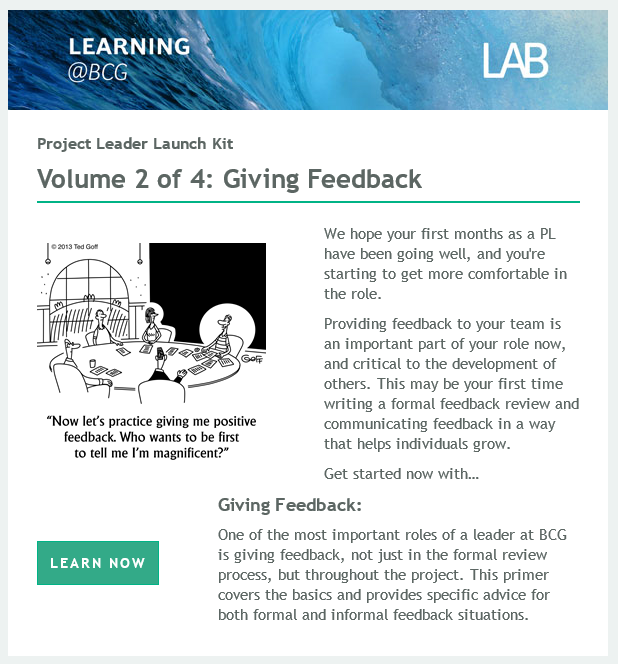 LEARNING
@BCG
LAB
Project Leader Launch Kit
Volume 2 of 4: Giving Feedback
© 2013 Ted Goff
GOFF
"Now let's practice giving me positive
feedback. Who wants to be first
to tell me I'm magnificent?"
We hope your first months as a PL
have been going well, and you're
starting to get more comfortable in
the role.
Providing feedback to your team is
an important part of your role now,
and critical to the development of
others. This may be your first time
writing a formal feedback review and
communicating feedback in a way
that helps individuals grow.
Get started now with…
LEARN NOW
Giving Feedback:
One of the most important roles of a leader at BCG
is giving feedback, not just in the formal review
process, but throughout the project. This primer
covers the basics and provides specific advice for
both formal and informal feedback situations.